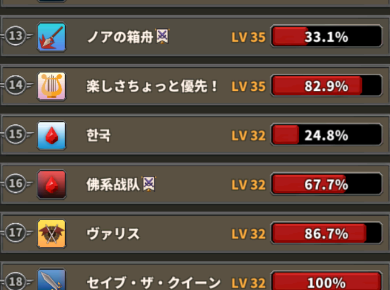 13 ノアの箱舟 LV 35 33.1%
14 楽しさちょっと優先！ LV 35 82.9%
15 한국 LV 32 24.8%
16 佛系战队 LV 32 67.7%
17 ヴァリス LV 32 86.7%
18 セイブ・ザ・クイーン LV 32 100%